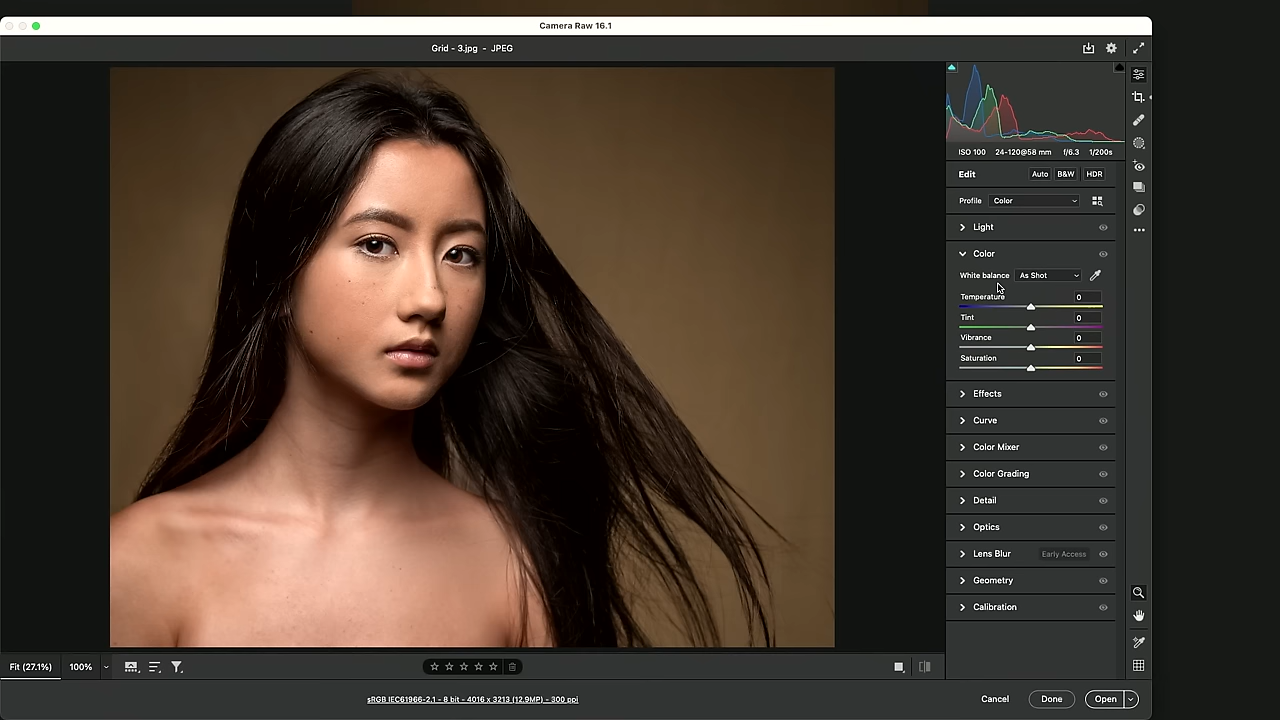 Camera Raw 16.1
Grid - 3.jpg - JPEG
ISO 100 24-120@58 mm f/6.3 1/200s
Edit Auto B&W HDR
Profile Color
Light
Color
White balance As Shot
Temperature 0
Tint 0
Vibrance 0
Saturation 0
Effects
Curve
Color Mixer
Color Grading
Detail
Optics
Lens Blur Early Access
Geometry
Calibration
Fit (27.1%) 100%
sRGB IEC61966-2.1 - 8 bit - 4016 x 3213 (12.9MP) - 300 ppi
Cancel Done Open